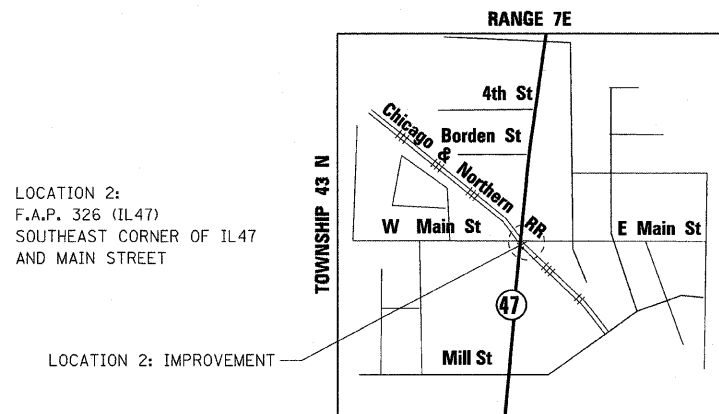 RANGE 7E
TOWNSHIP 43 N
4th St
Borden St
Chicago & Northern RR
LOCATION 2:
F.A.P. 326 (IL47)
SOUTHEAST CORNER OF IL47
AND MAIN STREET
W Main St
E Main St
47
LOCATION 2: IMPROVEMENT
Mill St